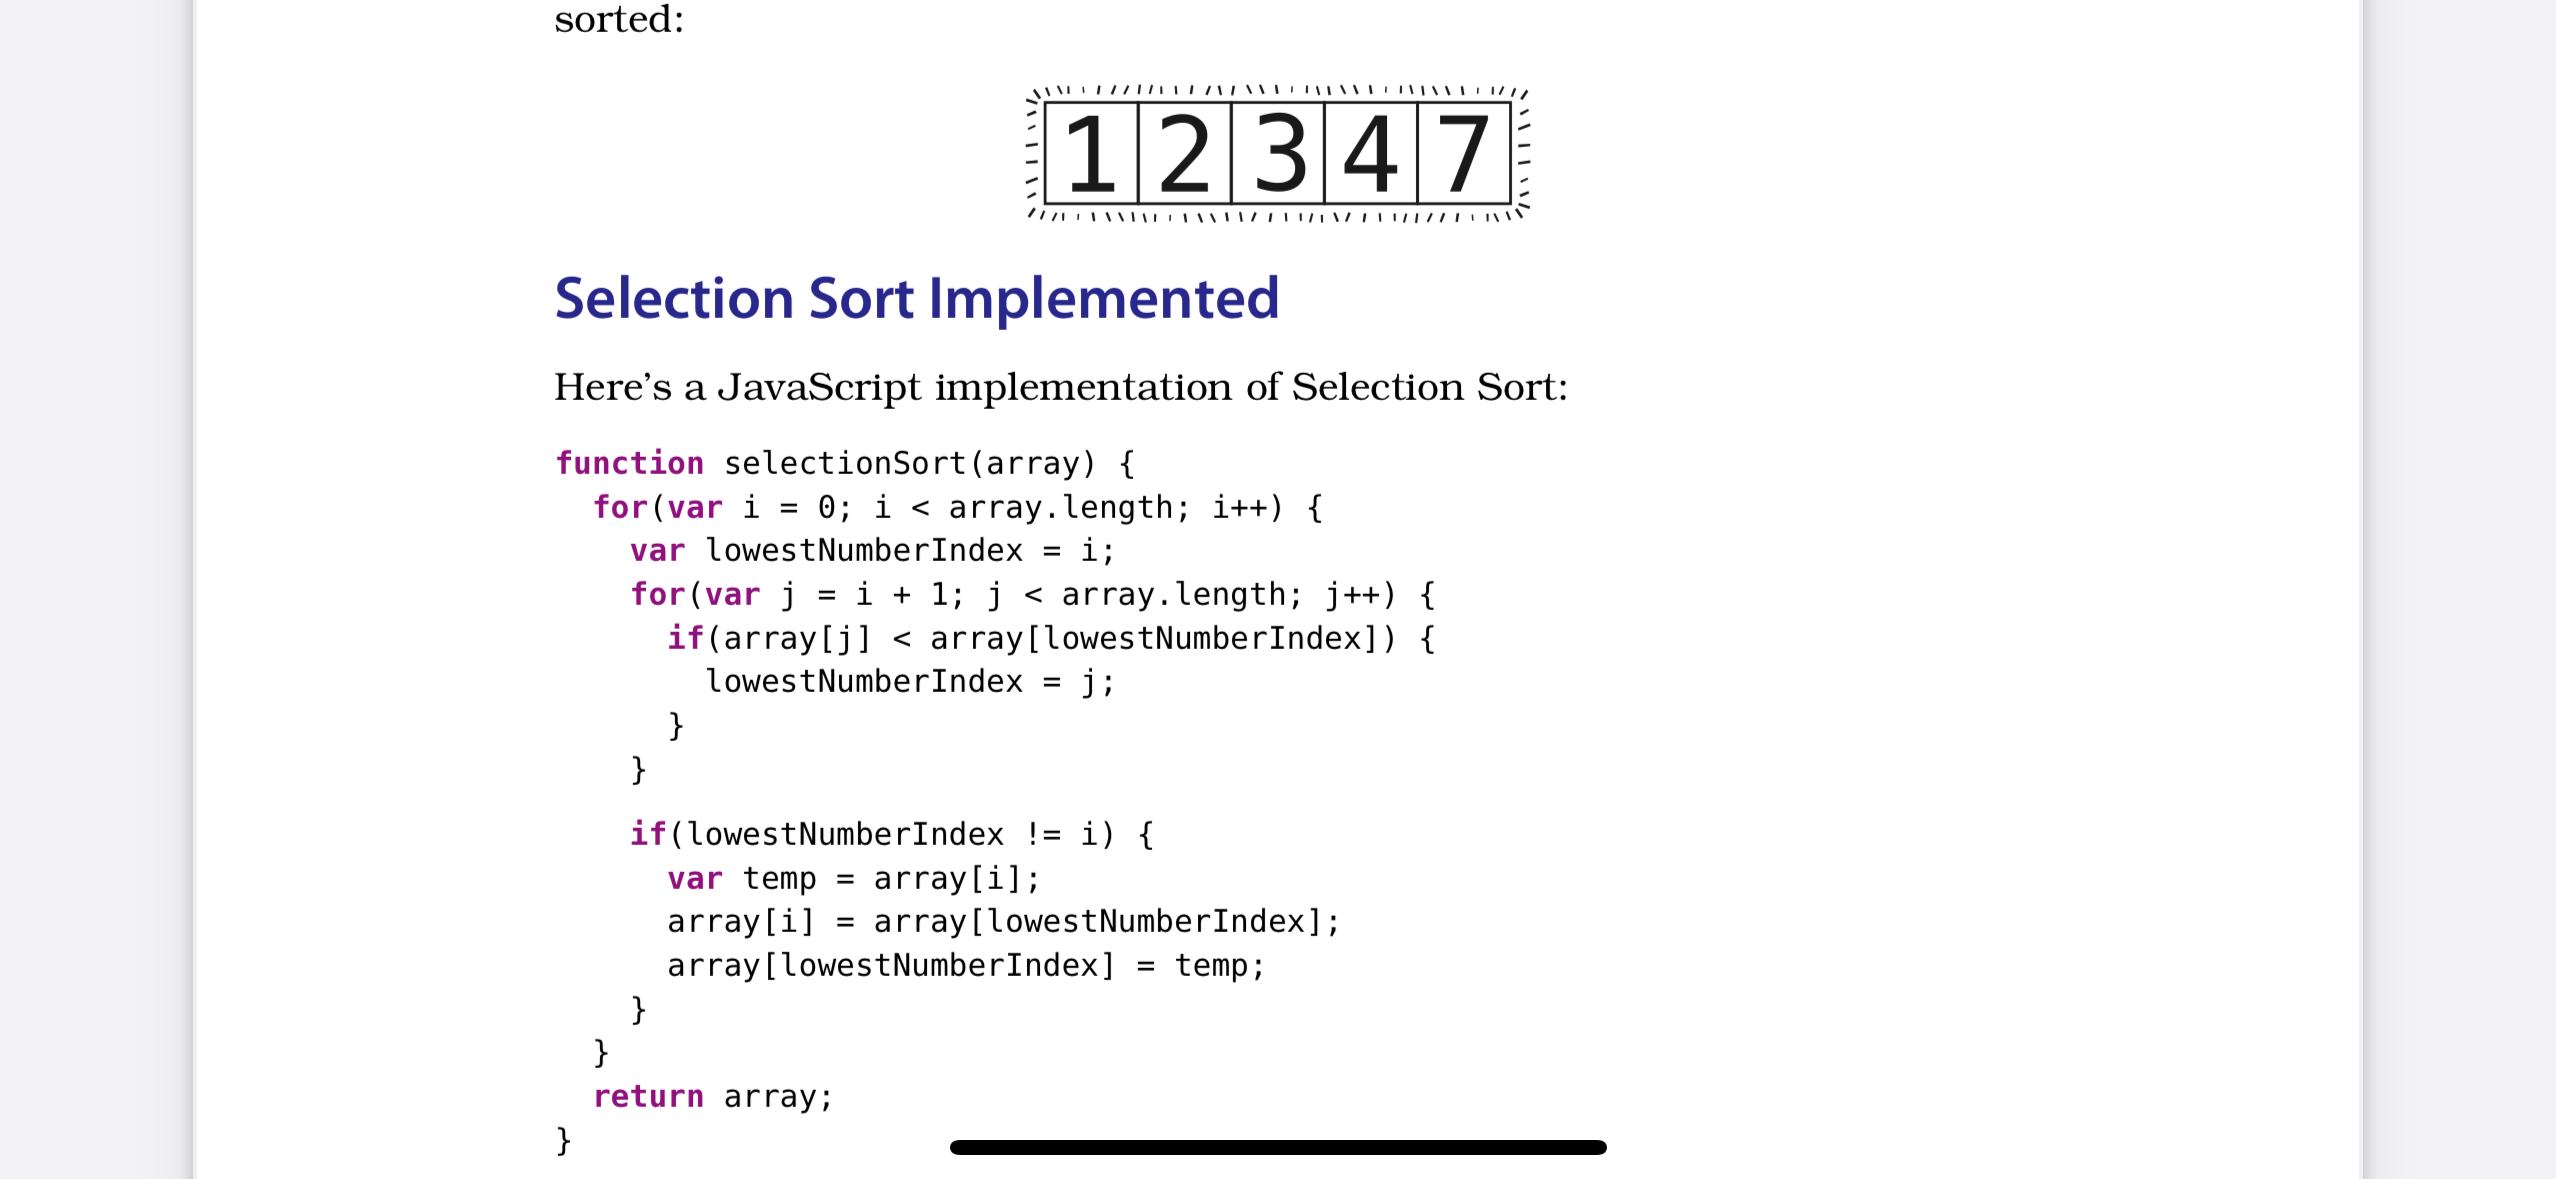 sorted:
1 2 3 4 7
Selection Sort Implemented
Here’s a JavaScript implementation of Selection Sort:
function selectionSort(array) {
  for(var i = 0; i < array.length; i++) {
    var lowestNumberIndex = i;
    for(var j = i + 1; j < array.length; j++) {
      if(array[j] < array[lowestNumberIndex]) {
        lowestNumberIndex = j;
      }
    }
    if(lowestNumberIndex != i) {
      var temp = array[i];
      array[i] = array[lowestNumberIndex];
      array[lowestNumberIndex] = temp;
    }
  }
  return array;
}